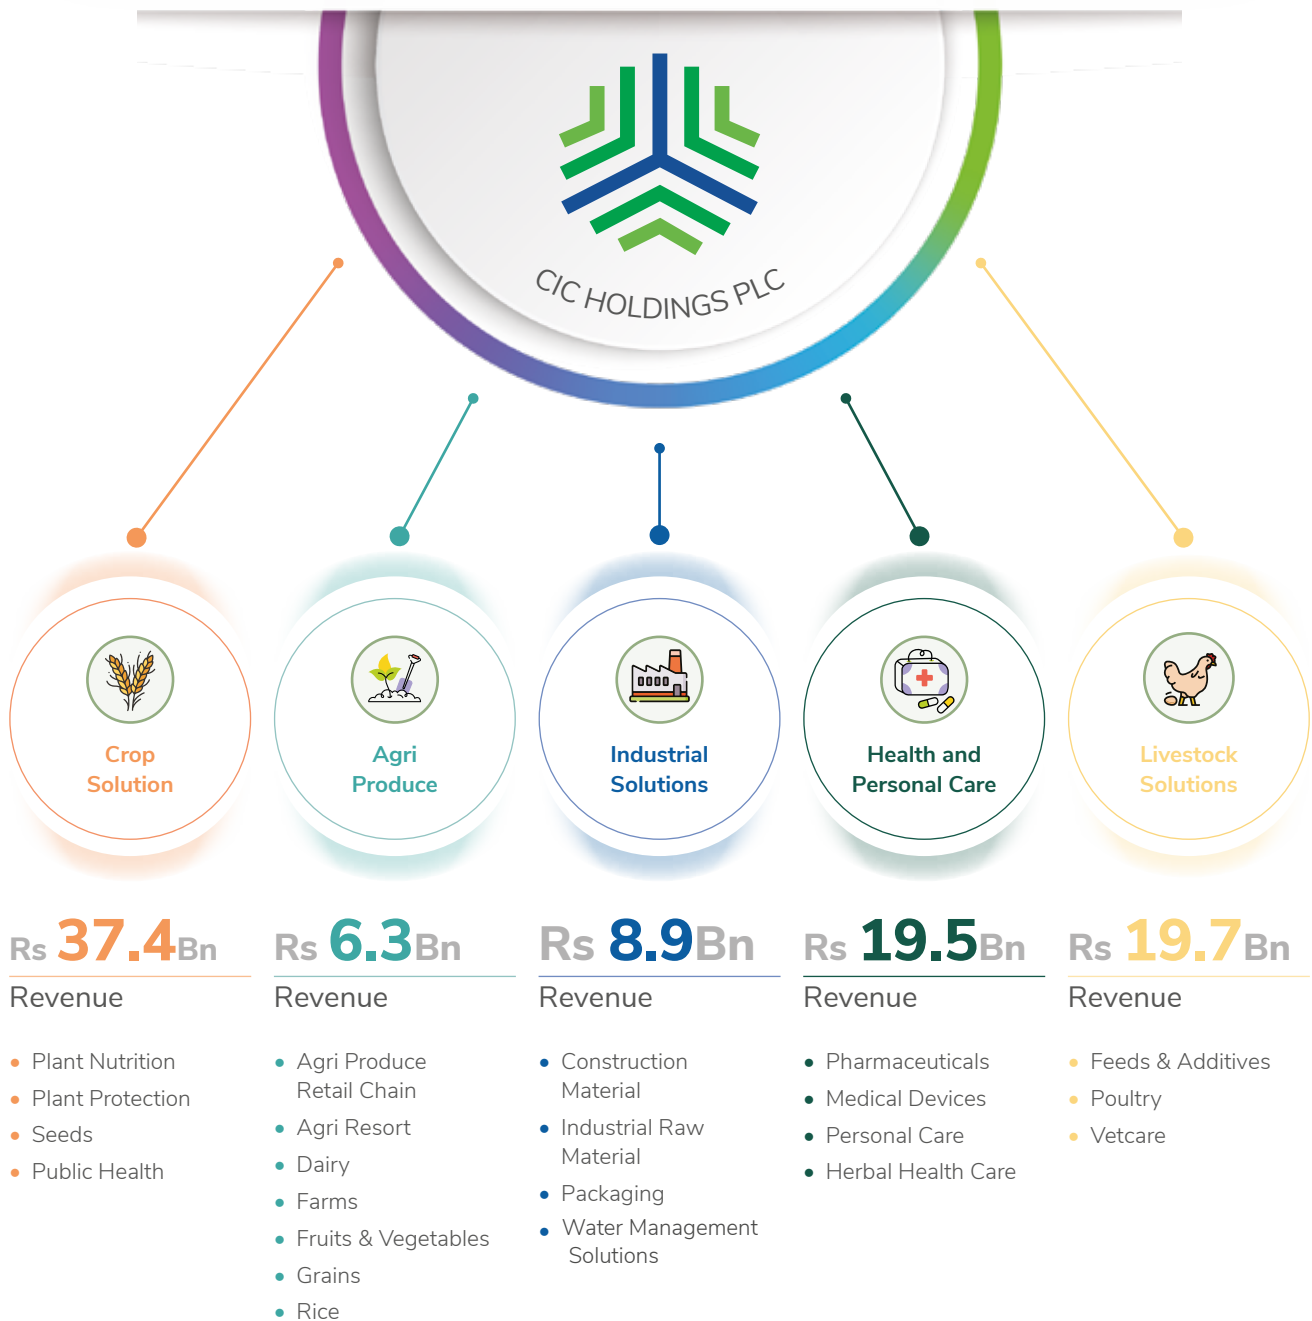 CIC HOLDINGS PLC
Crop
Solution
Rs 37.4Bn
Revenue
• Plant Nutrition
• Plant Protection
• Seeds
• Public Health
Agri
Produce
Rs 6.3Bn
Revenue
• Agri Produce
Retail Chain
• Agri Resort
• Dairy
• Farms
• Fruits & Vegetables
• Grains
• Rice
Industrial
Solutions
Rs 8.9Bn
Revenue
• Construction
Material
• Industrial Raw
Material
• Packaging
• Water Management
Solutions
Health and
Personal Care
Rs 19.5Bn
Revenue
• Pharmaceuticals
• Medical Devices
• Personal Care
• Herbal Health Care
Livestock
Solutions
Rs 19.7Bn
Revenue
• Feeds & Additives
• Poultry
• Vetcare